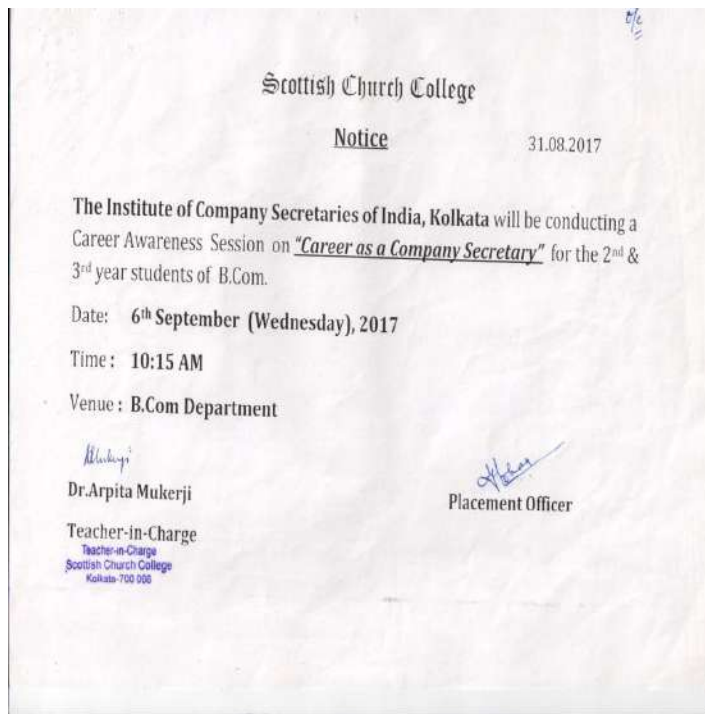 o/c
Scottish Church College
Notice
31.08.2017
The Institute of Company Secretaries of India, Kolkata will be conducting a
Career Awareness Session on "Career as a Company Secretary" for the 2nd &
3rd year students of B.Com.
Date: 6th September (Wednesday), 2017
Time : 10:15 AM
Venue : B.Com Department
AMukerji
Dr.Arpita Mukerji
Placement Officer
Teacher-in-Charge
Teacher-in-Charge
Scottish Church College
Kolkata-700 006